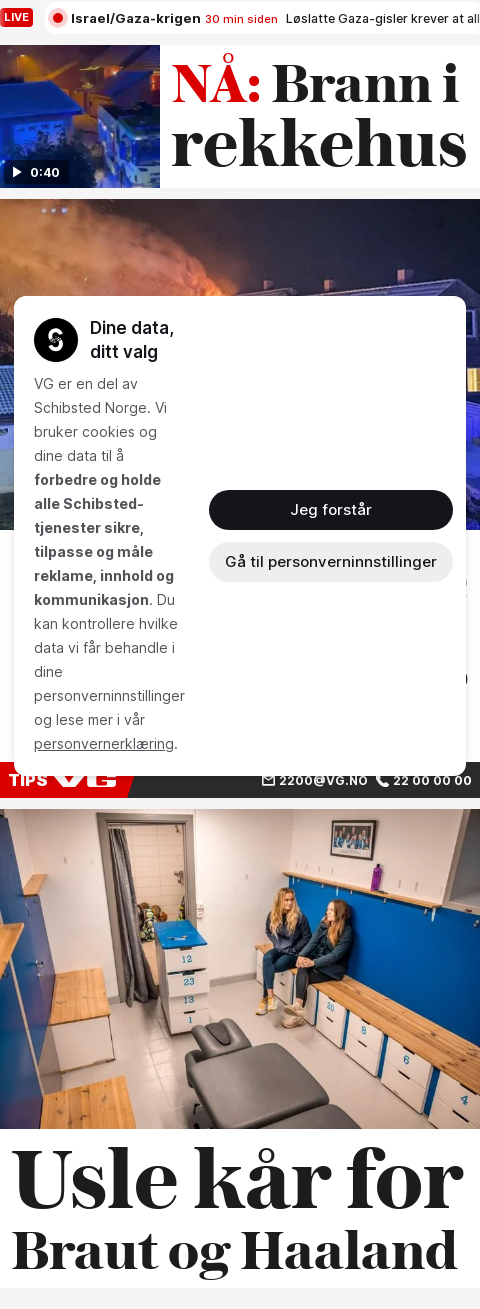 LIVE
Israel/Gaza-krigen 30 min siden Løslatte Gaza-gisler krever at all
NÅ: Brann i
rekkehus
0:40
Dine data,
ditt valg
VG er en del av
Schibsted Norge. Vi
bruker cookies og
dine data til å
forbedre og holde
alle Schibsted-
tjenester sikre,
tilpasse og måle
reklame, innhold og
kommunikasjon. Du
kan kontrollere hvilke
data vi får behandle i
dine
personverninnstillinger
og lese mer i vår
personvernerklæring.
Jeg forstår
Gå til personverninnstillinger
TIPS VG 2200@VG.NO 22 00 00 00
12
23
13
1
20
8
6
4
Usle kår for
Braut og Haaland